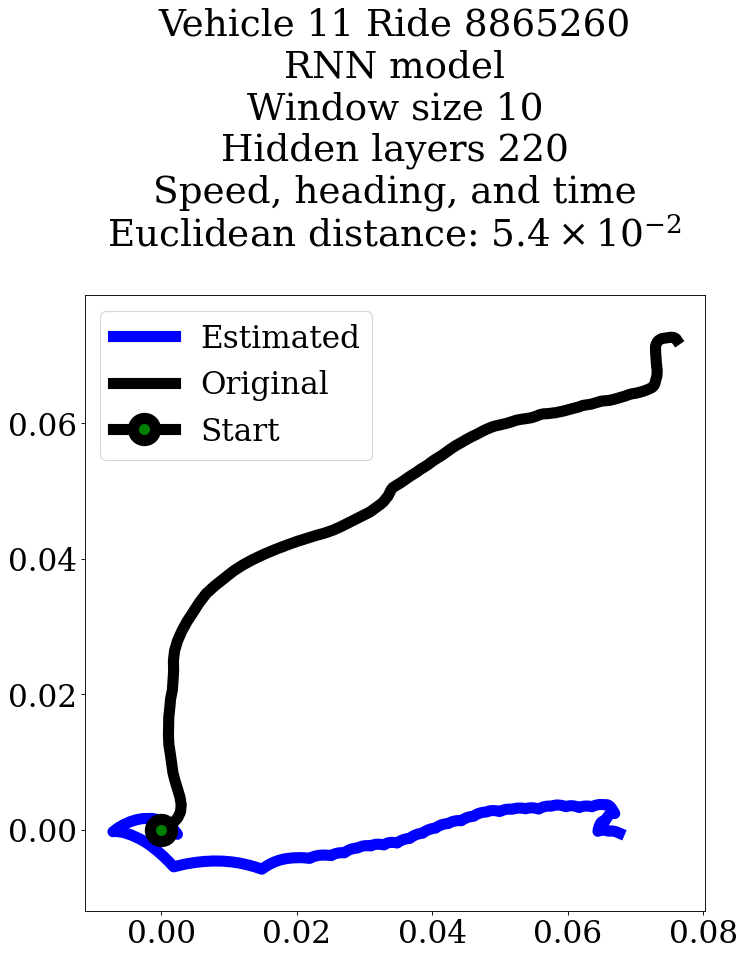 Vehicle 11 Ride 8865260
RNN model
Window size 10
Hidden layers 220
Speed, heading, and time
Euclidean distance: 5.4 × 10⁻²
Estimated
Original
Start
0.06
0.04
0.02
0.00
0.00 0.02 0.04 0.06 0.08